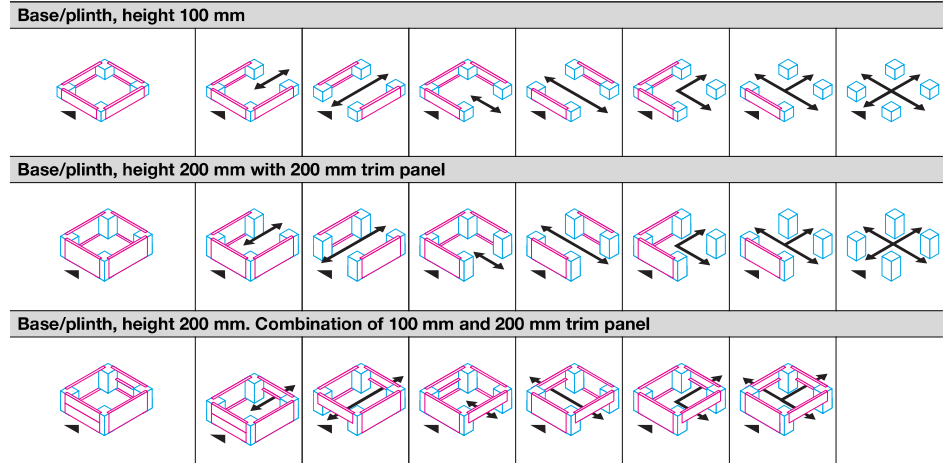 Base/plinth, height 100 mm
Base/plinth, height 200 mm with 200 mm trim panel
Base/plinth, height 200 mm. Combination of 100 mm and 200 mm trim panel